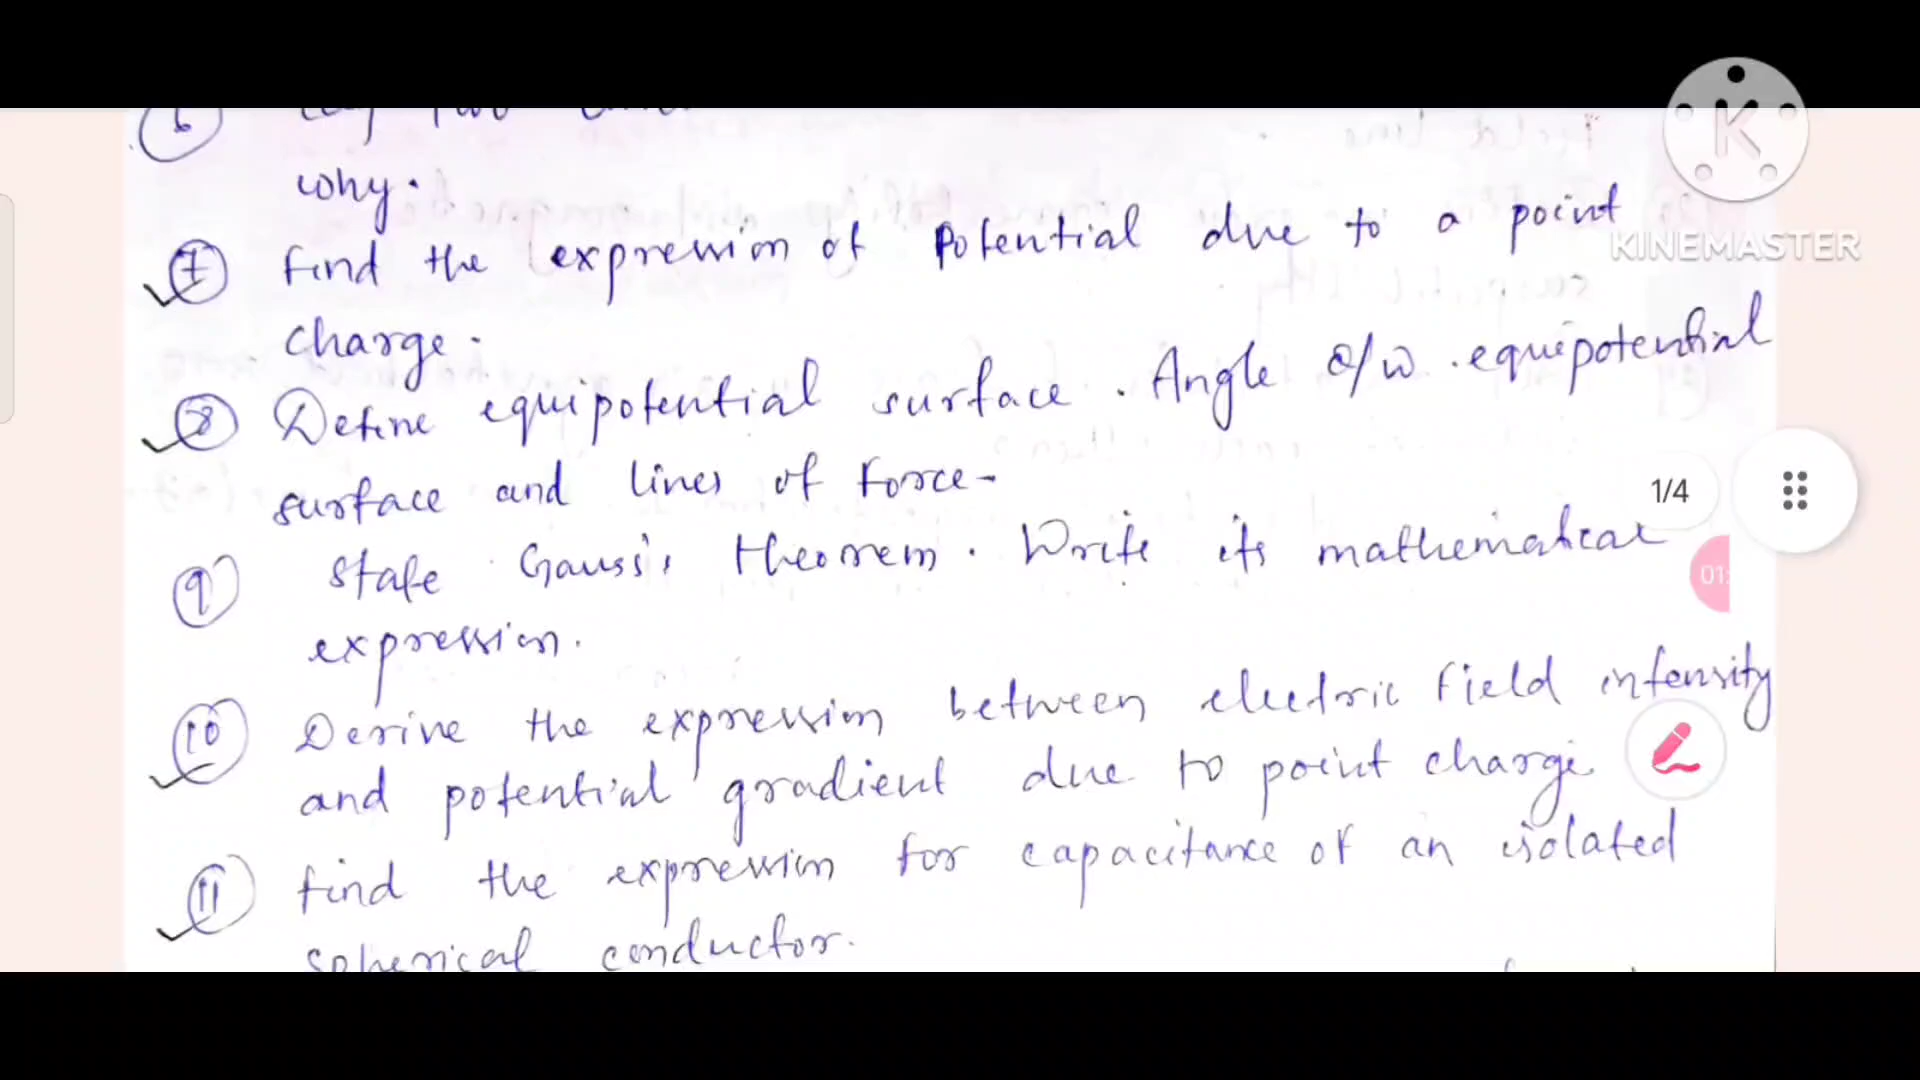 6
why.
7 find the expression of Potential due to a point
KINEMASTER
charge.
8 Define equipotential surface. Angle b/w equipotential
surface and lines of force-
1/4
9 state Gauss's theorem. Write its mathematical
01:
expression.
10 Derive the expression between electric field intensity
and potential gradient due to point charge
11 find the expression for capacitance of an isolated
spherical conductor.